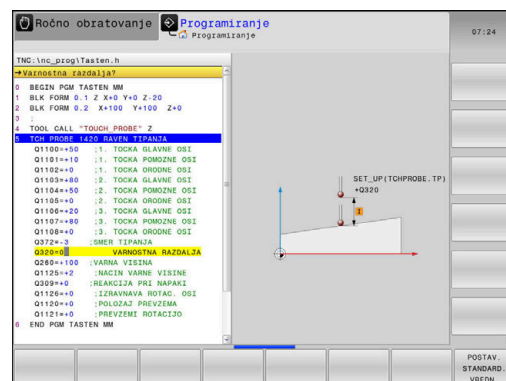 Ročno obratovanje
Programiranje
Programiranje
07:24
TNC:\nc_prog\Tasten.h
→Varnostna razdalja?
0 BEGIN PGM TASTEN MM
1 BLK FORM 0.1 Z X+0 Y+0 Z-20
2 BLK FORM 0.2 X+100 Y+100 Z+0
3 ;
4 TOOL CALL "TOUCH_PROBE" Z
5 TCH PROBE 1420 RAVEN TIPANJA
Q1100=+50 ;1. TOCKA GLAVNE OSI
Q1101=+10 ;1. TOCKA POMOZNE OSI
Q1102=+0 ;1. TOCKA ORODNE OSI
Q1103=+80 ;2. TOCKA GLAVNE OSI
Q1104=+50 ;2. TOCKA POMOZNE OSI
Q1105=+0 ;2. TOCKA ORODNE OSI
Q1106=+20 ;3. TOCKA GLAVNE OSI
Q1107=+80 ;3. TOCKA POMOZNE OSI
Q1108=+0 ;3. TOCKA ORODNE OSI
Q372=-3 ;SMER TIPANJA
Q320=0 VARNOSTNA RAZDALJA
Q260=+100 ;VARNA VISINA
Q1125=+2 ;NACIN VARNE VISINE
Q309=+0 ;REAKCIJA PRI NAPAKI
Q1126=+0 ;IZRAVNAVA ROTAC. OSI
Q1120=+0 ;POLOZAJ PREVZEMA
Q1121=+0 ;PREVZEMI ROTACIJO
6 END PGM TASTEN MM
SET_UP(TCHPROBE.TP)
+Q320
I
POSTAV.
STANDARD.
VREDN.